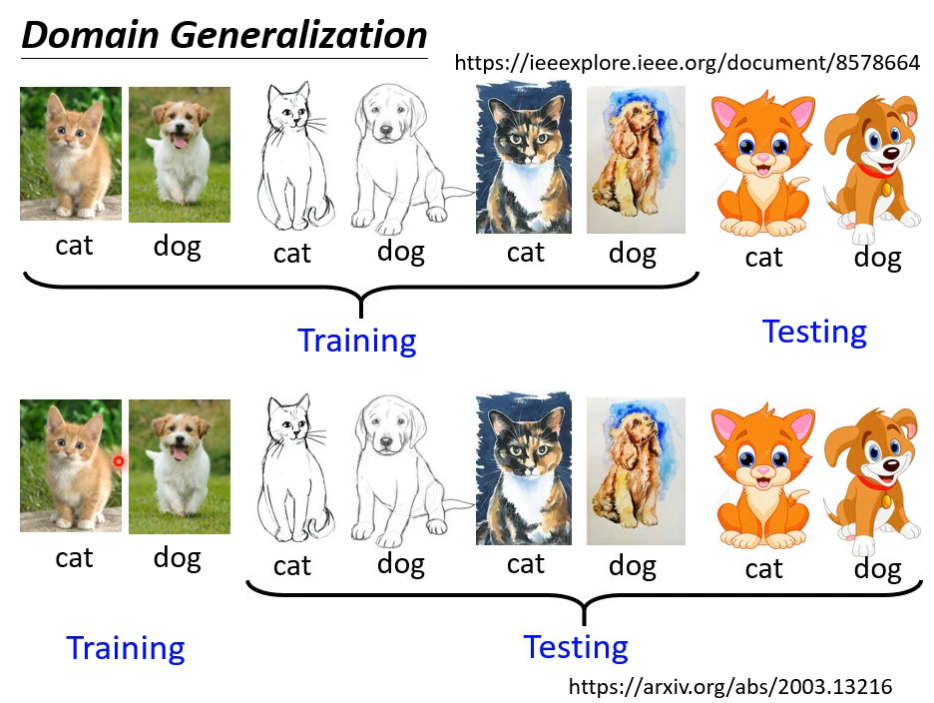 Domain Generalization
https://ieeexplore.ieee.org/document/8578664
cat dog cat dog cat dog cat dog
Training Testing
cat dog cat dog cat dog cat dog
Training Testing
https://arxiv.org/abs/2003.13216